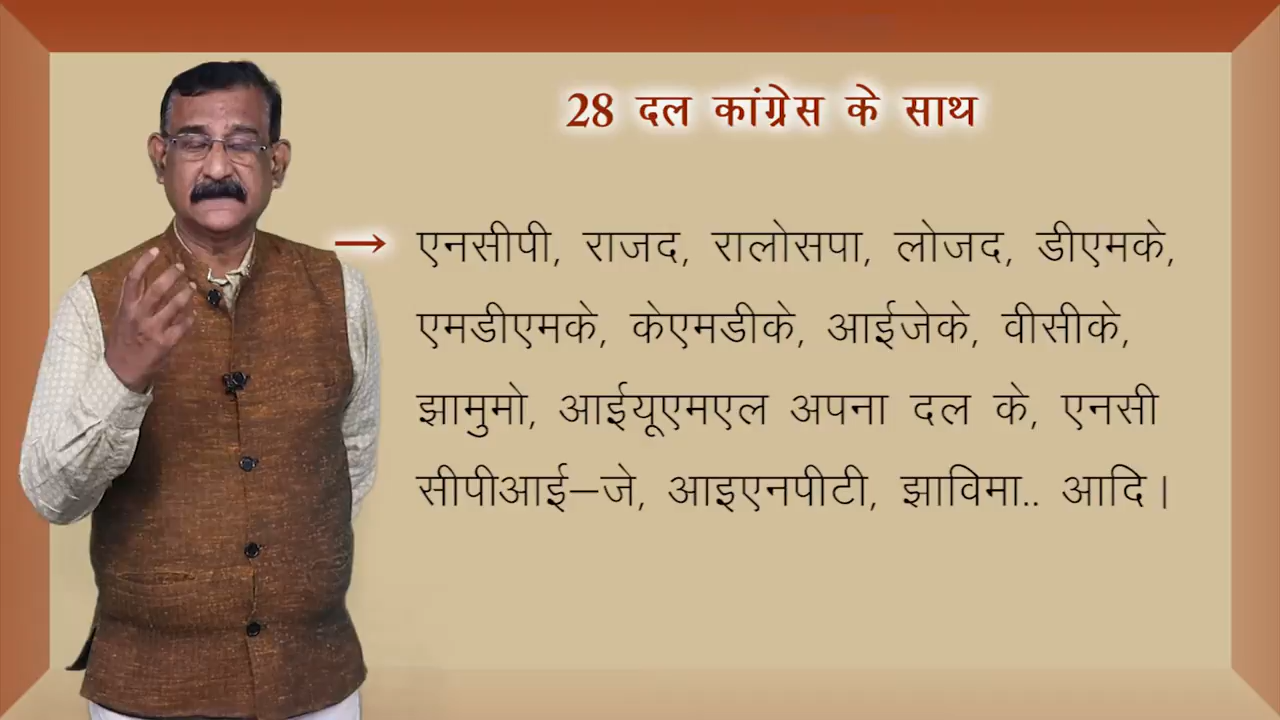 28 दल कांग्रेस के साथ
→ एनसीपी, राजद, रालोसपा, लोजद, डीएमके,
एमडीएमके, केएमडीके, आईजेके, वीसीके,
झामुमो, आईयूएमएल अपना दल के, एनसी
सीपीआई–जे, आइएनपीटी, झाविमा.. आदि।